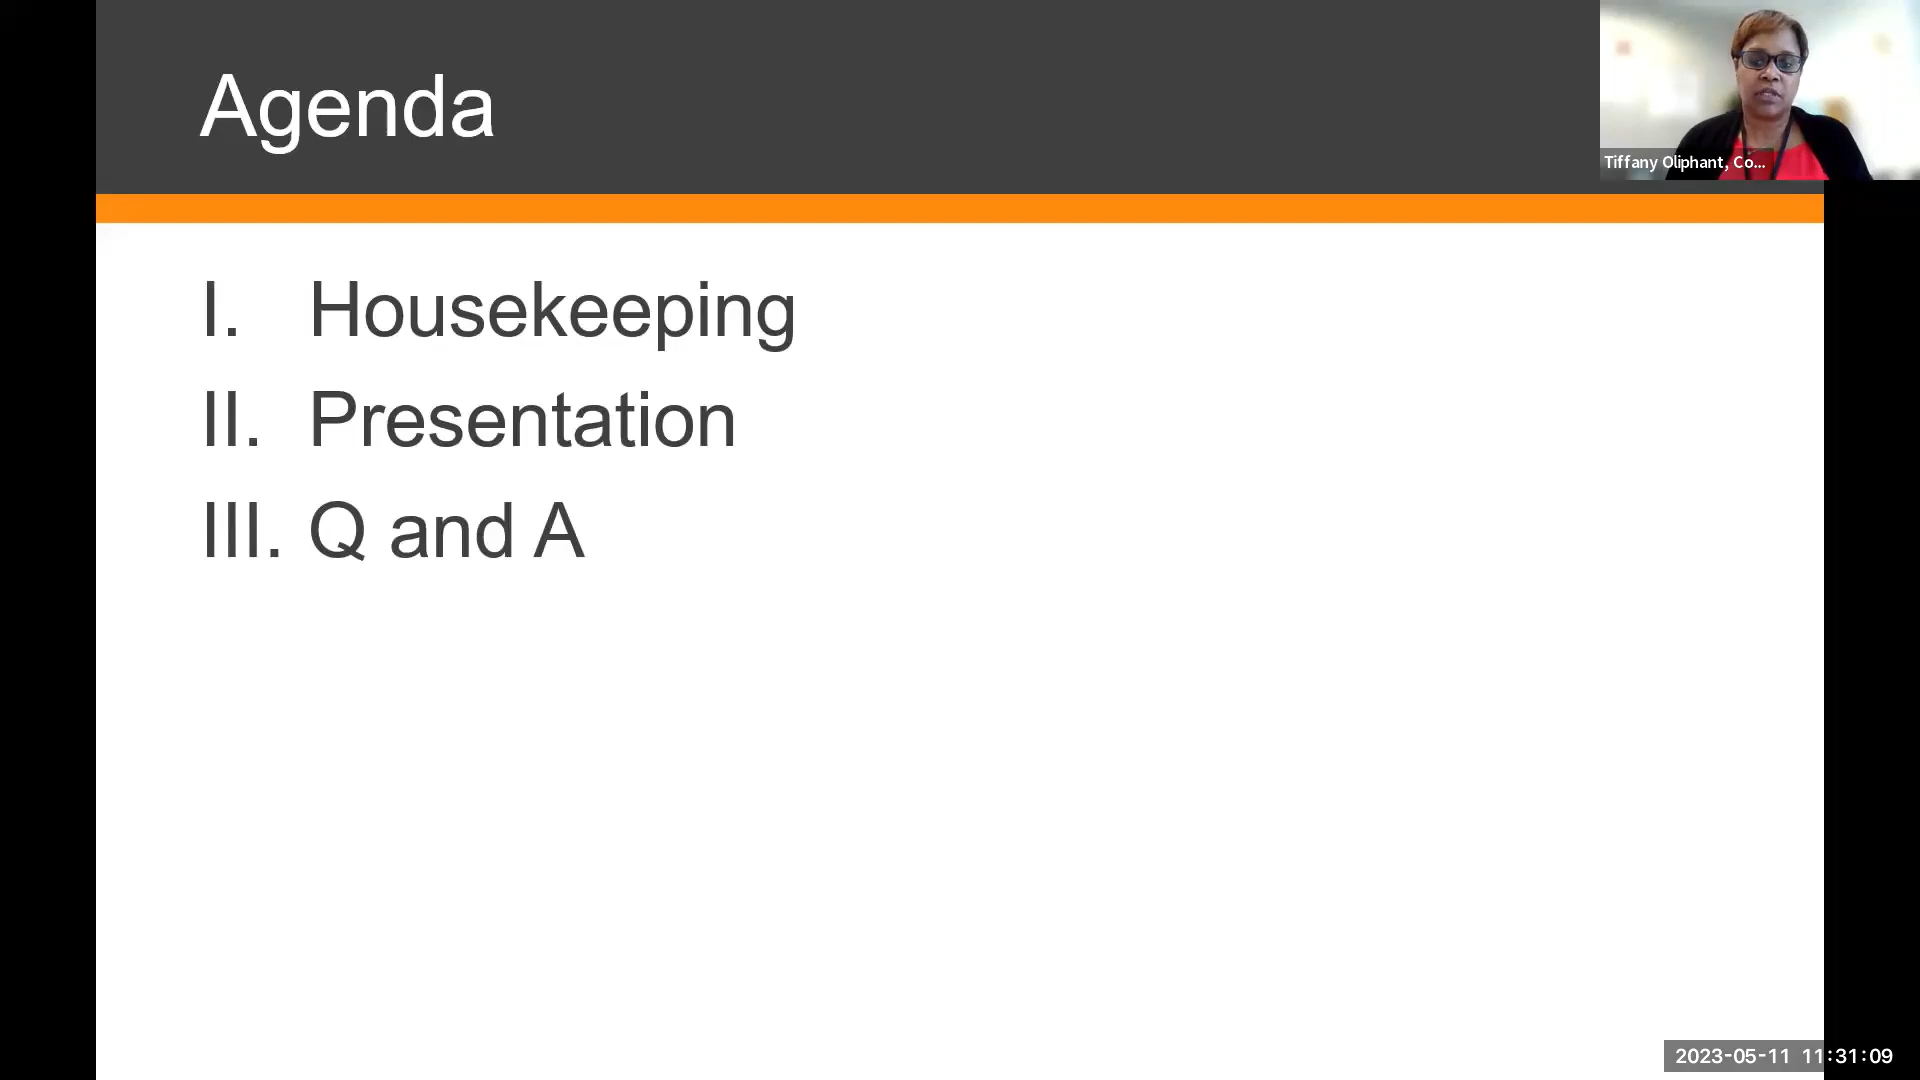 Agenda
Tiffany Oliphant, Co...
I. Housekeeping
II. Presentation
III. Q and A
2023-05-11 11:31:09